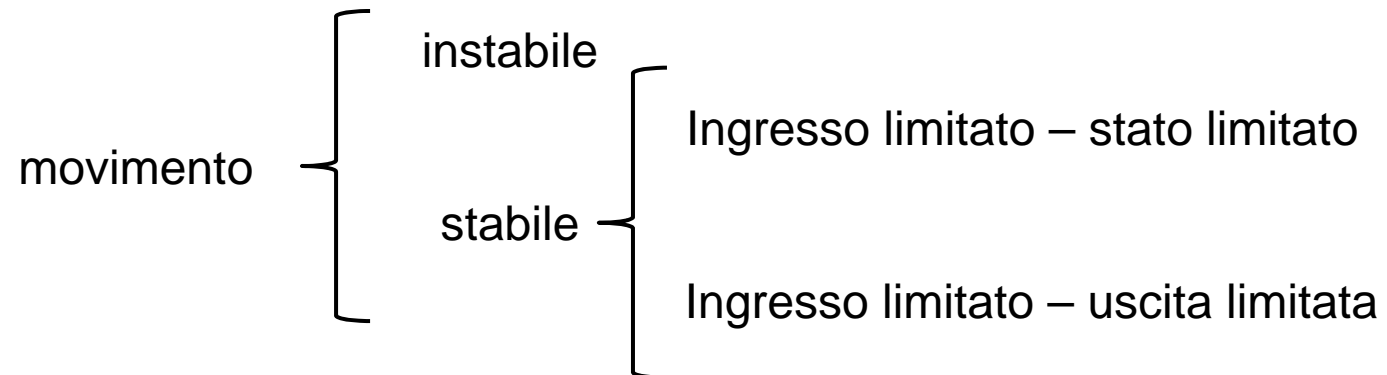 instabile
Ingresso limitato – stato limitato
movimento
stabile
Ingresso limitato – uscita limitata